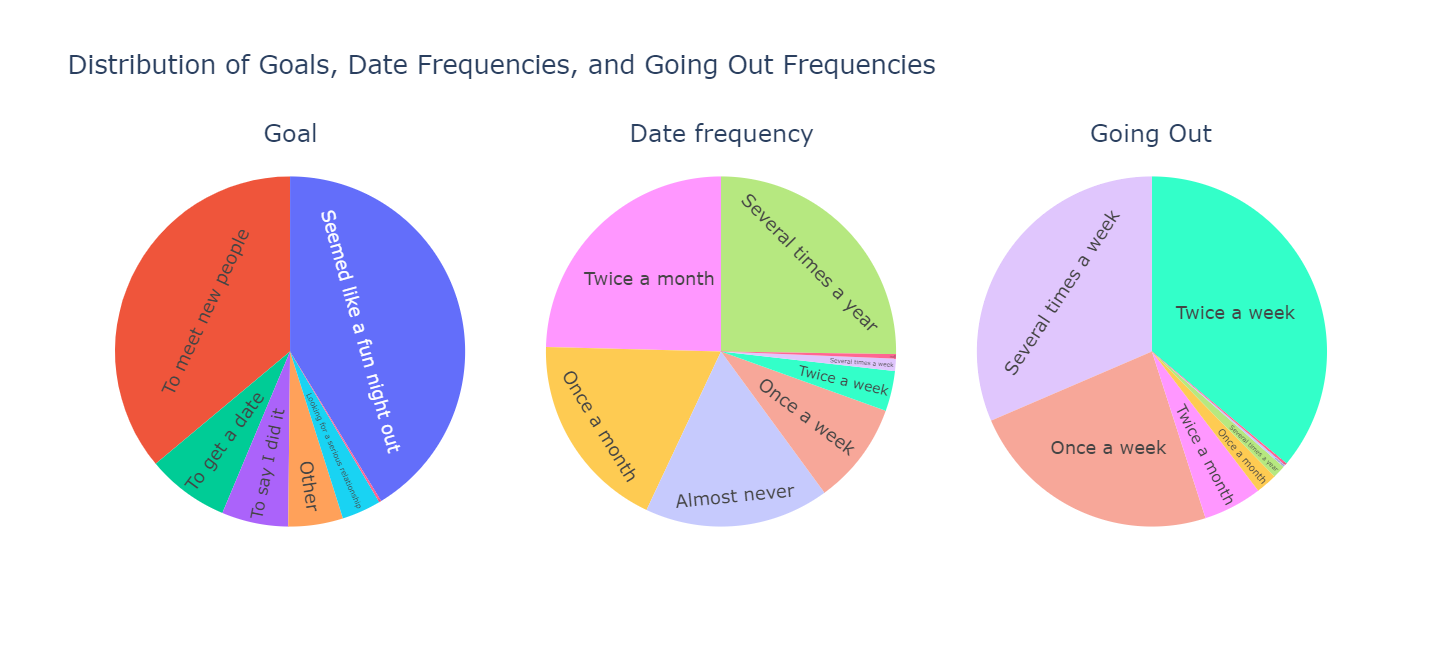 Distribution of Goals, Date Frequencies, and Going Out Frequencies
Goal
Seemed like a fun night out
To meet new people
To get a date
To say I did it
Other
Looking for a serious relationship
Date frequency
Several times a year
Twice a month
Once a month
Almost never
Once a week
Twice a week
Several times a week
Going Out
Twice a week
Several times a week
Once a week
Twice a month
Once a month
Several times a year